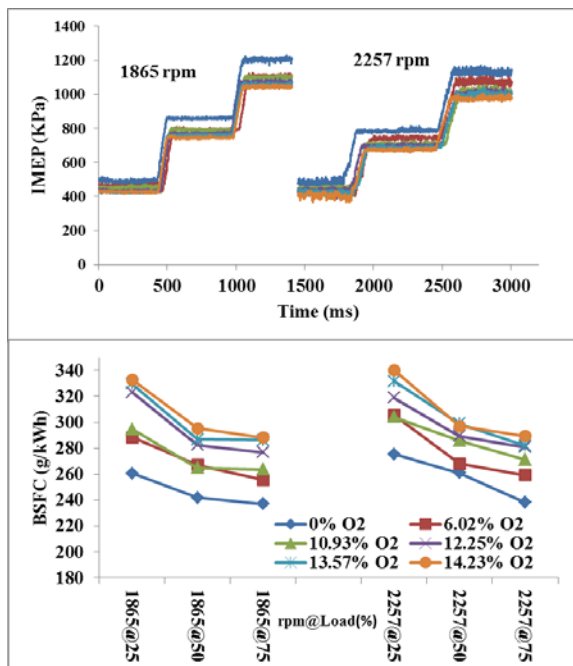 1400
1200
1000
800
600
400
200
0
IMEP (KPa)
1865 rpm
2257 rpm
0 500 1000 1500 2000 2500 3000
Time (ms)
340
320
300
280
260
240
220
200
180
BSFC (g/kWh)
0% O2 6.02% O2
10.93% O2 12.25% O2
13.57% O2 14.23% O2
1865@25
1865@50
1865@75
rpm@Load(%)
2257@25
2257@50
2257@75